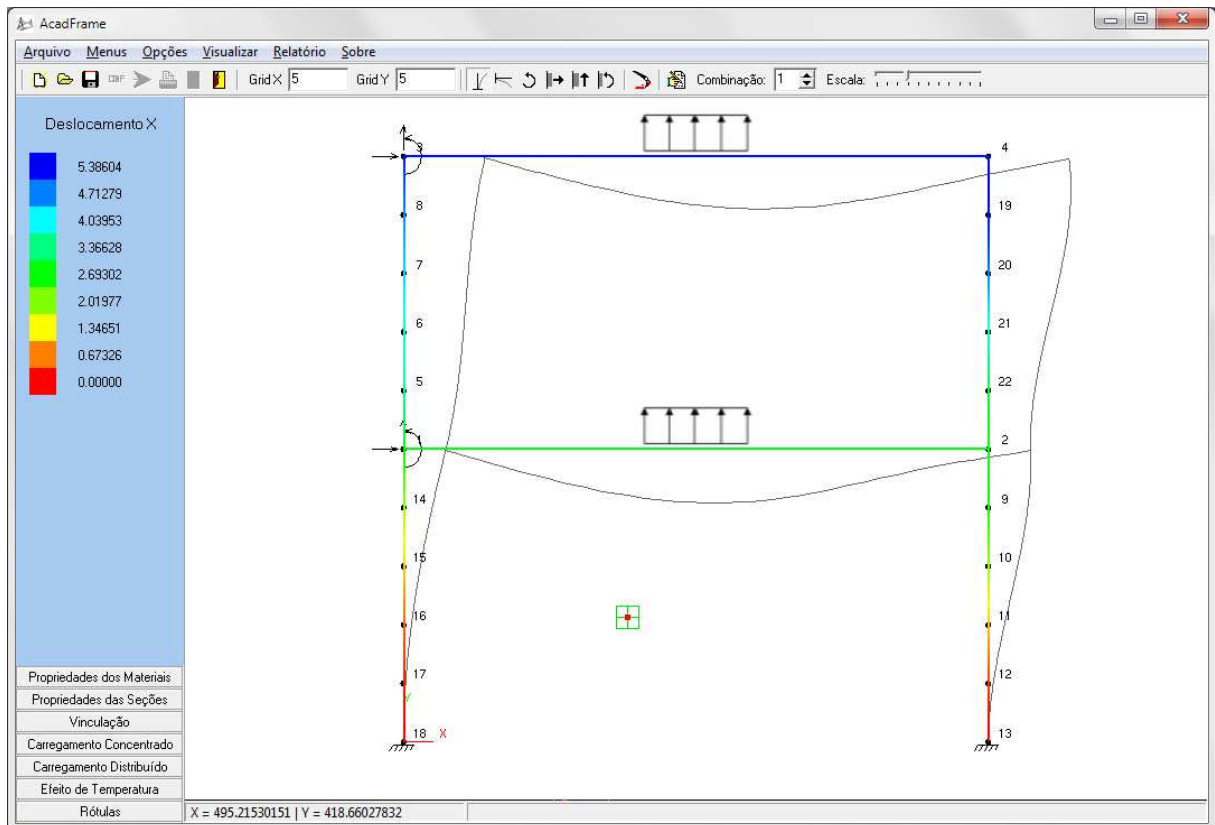 AcadFrame
Arquivo Menus Opções Visualizar Relatório Sobre
Grid X 5 Grid Y 5 Combinação: 1 Escala:
Deslocamento X
5.38604
4.71279
4.03953
3.36628
2.69302
2.01977
1.34651
0.67326
0.00000
3 4
8 19
7 20
6 21
5 22
1 2
14 9
15 10
16 11
17 12
Y
18 X 13
Propriedades dos Materiais
Propriedades das Seções
Vinculação
Carregamento Concentrado
Carregamento Distribuído
Efeito de Temperatura
Rótulas
X = 495.21530151 | Y = 418.66027832